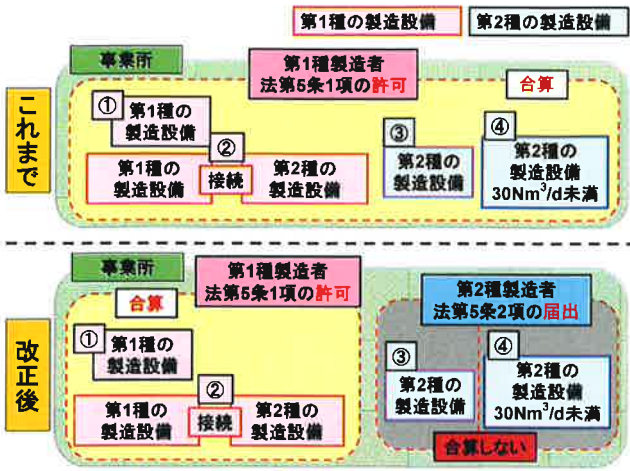 第1種の製造設備
第2種の製造設備
これまで
事業所
第1種製造者
法第5条1項の許可
合算
①
第1種の
製造設備
②
第1種の
製造設備
接続
第2種の
製造設備
③
第2種の
製造設備
④
第2種の
製造設備
30Nm³/d未満
改正後
事業所
第1種製造者
法第5条1項の許可
合算
①
第1種の
製造設備
②
第1種の
製造設備
接続
第2種の
製造設備
第2種製造者
法第5条2項の届出
③
第2種の
製造設備
④
第2種の
製造設備
30Nm³/d未満
合算しない